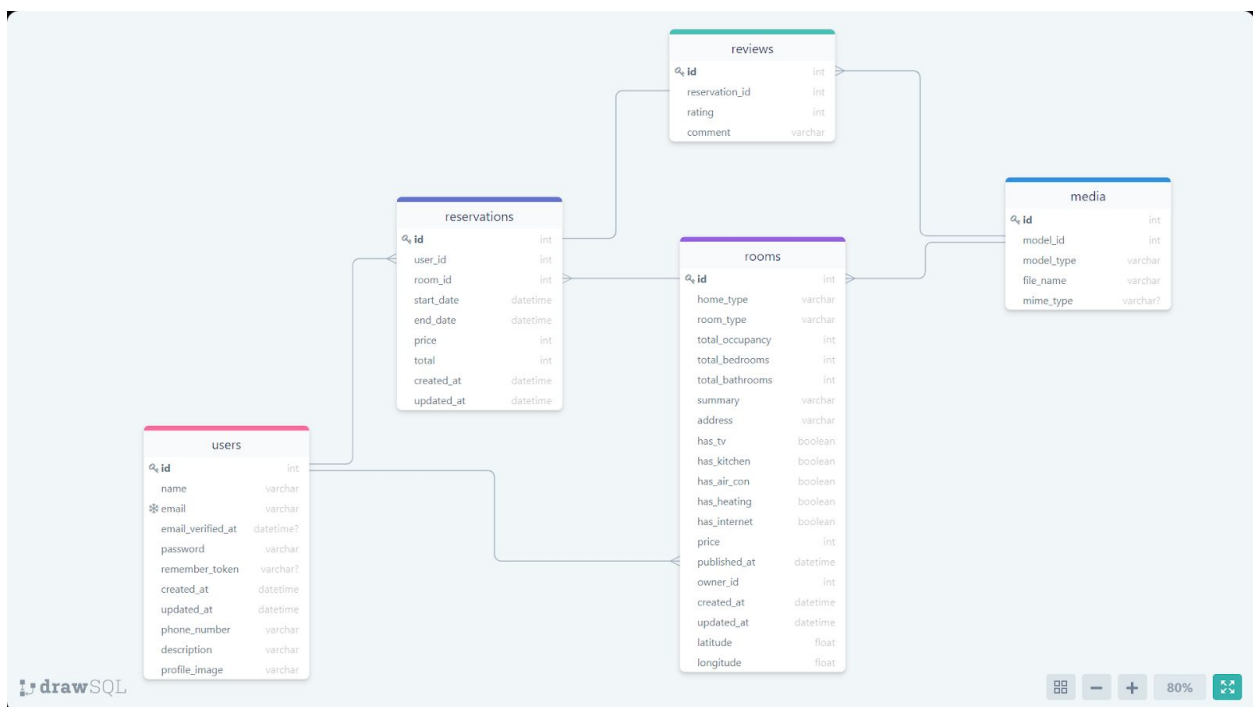 reviews
id int
reservation_id int
rating int
comment varchar
media
id int
model_id int
model_type varchar
file_name varchar
mime_type varchar?
reservations
id int
user_id int
room_id int
start_date datetime
end_date datetime
price int
total int
created_at datetime
updated_at datetime
rooms
id int
home_type varchar
room_type varchar
total_occupancy int
total_bedrooms int
total_bathrooms int
summary varchar
address varchar
has_tv boolean
has_kitchen boolean
has_air_con boolean
has_heating boolean
has_internet boolean
price int
published_at datetime
owner_id int
created_at datetime
updated_at datetime
latitude float
longitude float
users
id int
name varchar
email varchar
email_verified_at datetime?
password varchar
remember_token varchar?
created_at datetime
updated_at datetime
phone_number varchar
description varchar
profile_image varchar
drawSQL
80%